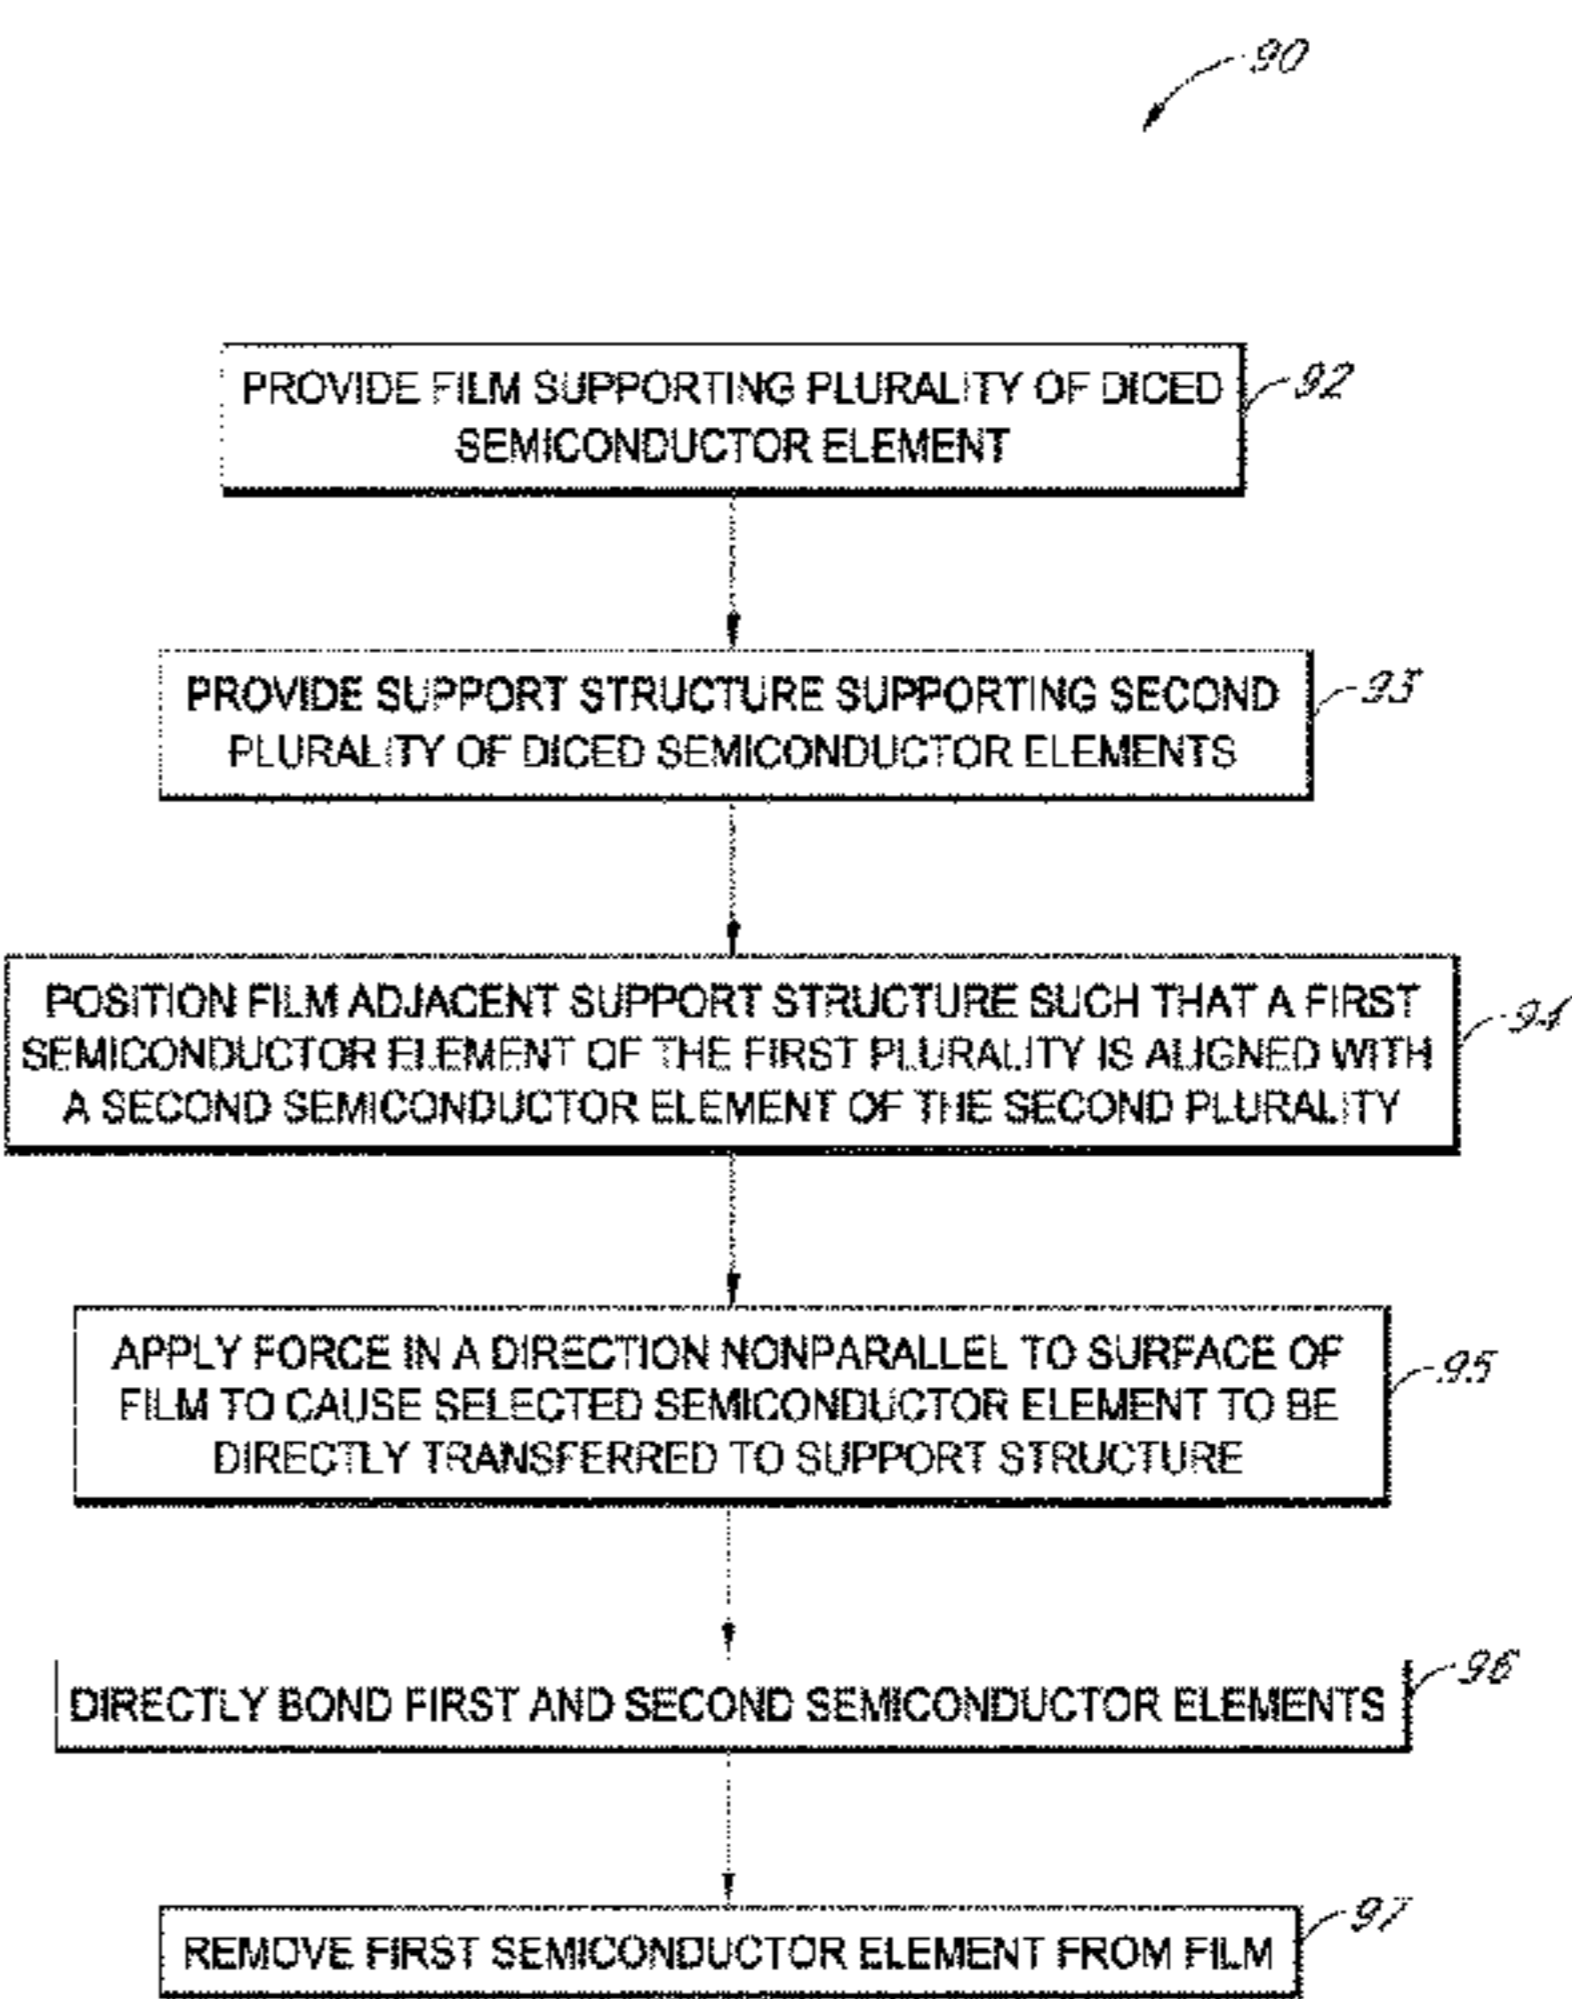 90
PROVIDE FILM SUPPORTING PLURALITY OF DICED
SEMICONDUCTOR ELEMENT
92
PROVIDE SUPPORT STRUCTURE SUPPORTING SECOND
PLURALITY OF DICED SEMICONDUCTOR ELEMENTS
93
POSITION FILM ADJACENT SUPPORT STRUCTURE SUCH THAT A FIRST
SEMICONDUCTOR ELEMENT OF THE FIRST PLURALITY IS ALIGNED WITH
A SECOND SEMICONDUCTOR ELEMENT OF THE SECOND PLURALITY
94
APPLY FORCE IN A DIRECTION NONPARALLEL TO SURFACE OF
FILM TO CAUSE SELECTED SEMICONDUCTOR ELEMENT TO BE
DIRECTLY TRANSFERRED TO SUPPORT STRUCTURE
95
DIRECTLY BOND FIRST AND SECOND SEMICONDUCTOR ELEMENTS
96
REMOVE FIRST SEMICONDUCTOR ELEMENT FROM FILM
97